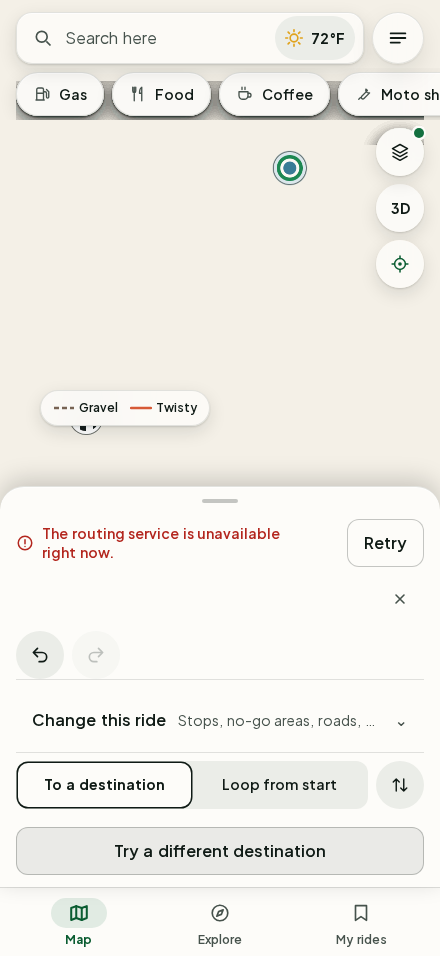 Search here
72°F
Gas
Food
Coffee
Moto sh
3D
Gravel
Twisty
The routing service is unavailable
right now.
Retry
Change this ride
Stops, no-go areas, roads, ...
To a destination
Loop from start
Try a different destination
Map
Explore
My rides